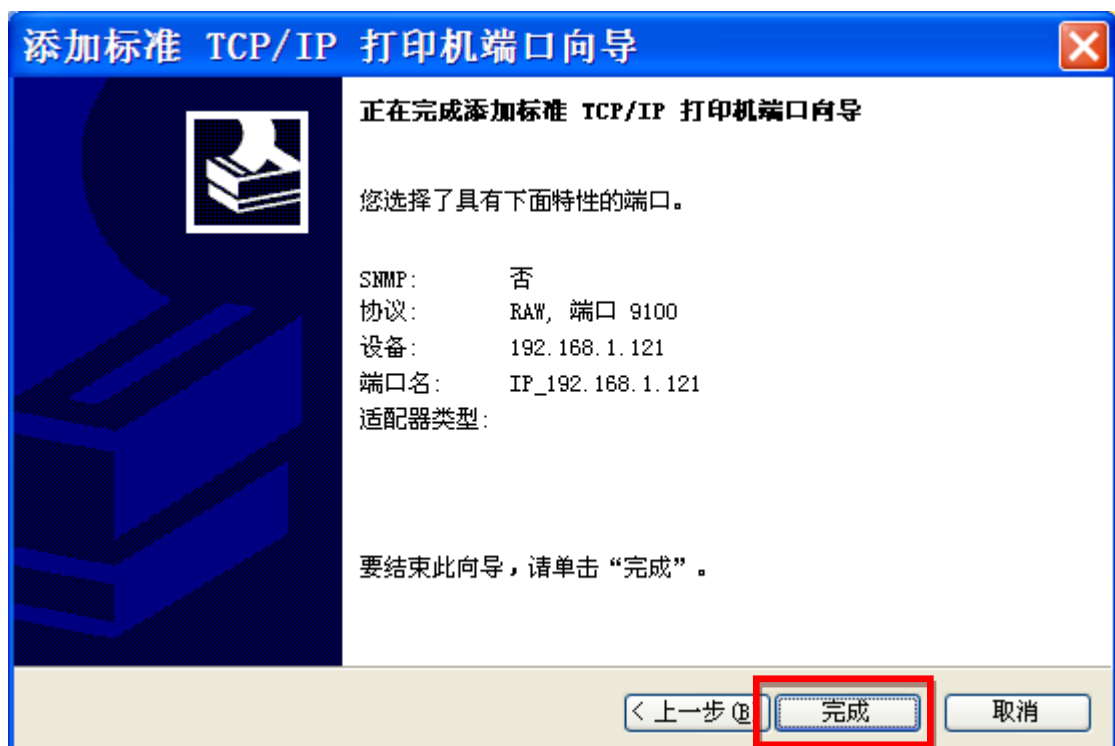 添加标准 TCP/IP 打印机端口向导
正在完成添加标准 TCP/IP 打印机端口向导
您选择了具有下面特性的端口。
SNMP: 否
协议: RAW, 端口 9100
设备: 192.168.1.121
端口名: IP_192.168.1.121
适配器类型:
要结束此向导，请单击“完成”。
< 上一步(B) 完成 取消